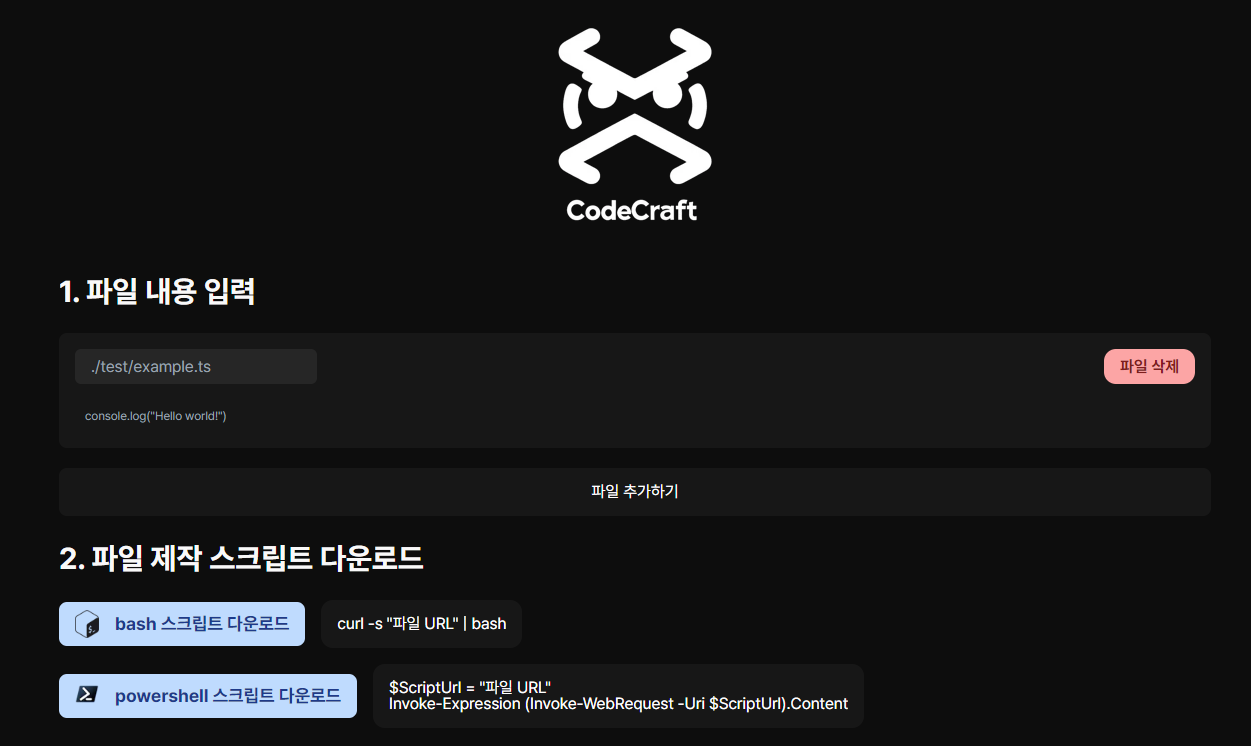 CodeCraft
1. 파일 내용 입력
./test/example.ts
파일 삭제
console.log("Hello world!")
파일 추가하기
2. 파일 제작 스크립트 다운로드
$_
bash 스크립트 다운로드
curl -s "파일 URL" | bash
powershell 스크립트 다운로드
$ScriptUrl = "파일 URL"
Invoke-Expression (Invoke-WebRequest -Uri $ScriptUrl).Content